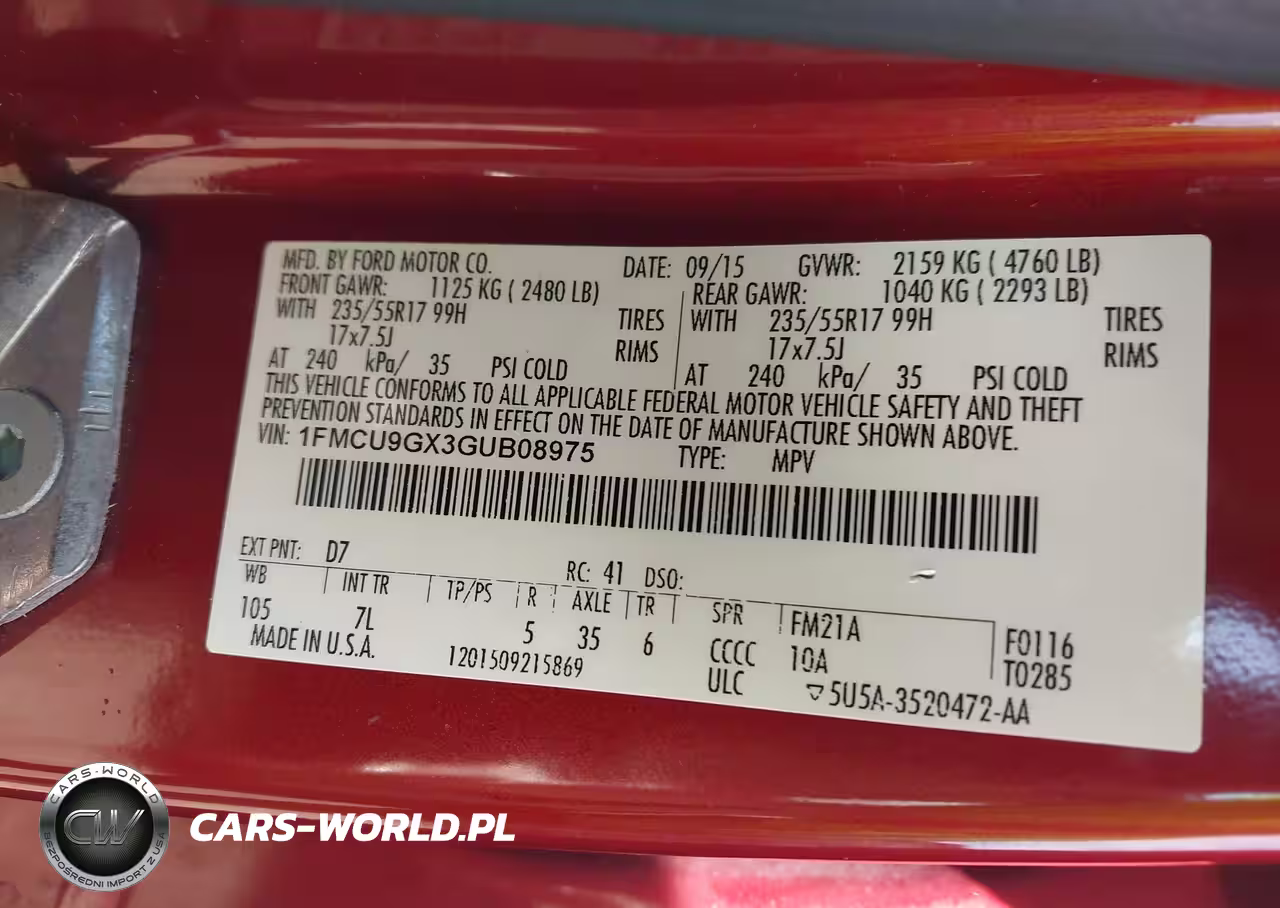 MFD. BY FORD MOTOR CO. DATE: 09/15 GVWR: 2159 KG ( 4760 LB)
FRONT GAWR: 1125 KG ( 2480 LB) REAR GAWR: 1040 KG ( 2293 LB)
WITH 235/55R17 99H TIRES WITH 235/55R17 99H TIRES
17x7.5J RIMS 17x7.5J RIMS
AT 240 kPa/ 35 PSI COLD AT 240 kPa/ 35 PSI COLD
THIS VEHICLE CONFORMS TO ALL APPLICABLE FEDERAL MOTOR VEHICLE SAFETY AND THEFT
PREVENTION STANDARDS IN EFFECT ON THE DATE OF MANUFACTURE SHOWN ABOVE.
VIN: 1FMCU9GX3GUB08975 TYPE: MPV
EXT PNT: D7 RC: 41 DSO:
WB INT TR TP/PS R AXLE TR SPR FM21A F0116
105 7L 5 35 6 CCCC 10A T0285
MADE IN U.S.A. 1201509215869 ULC ▽5U5A-3520472-AA
CARS-WORLD
CW
BEZPOŚREDNI IMPORT Z USA
CARS-WORLD.PL